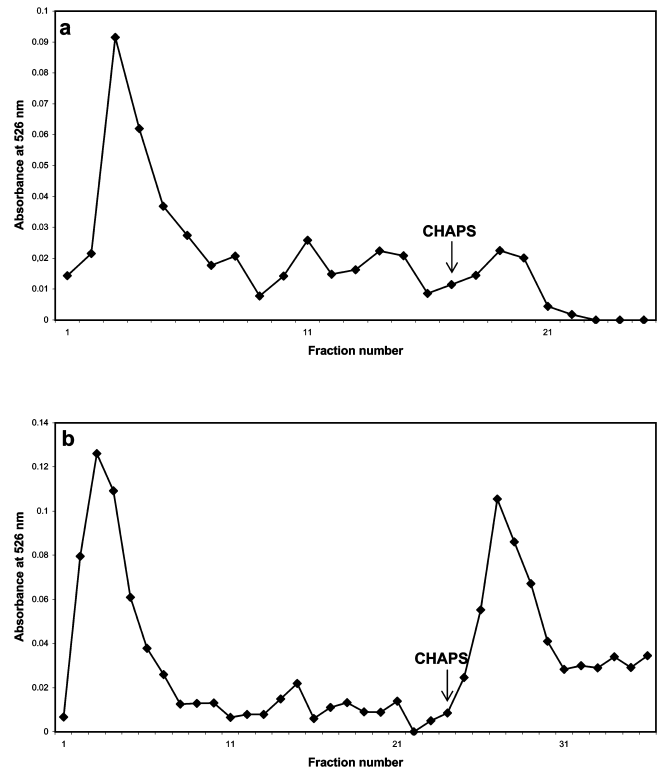 a
0.1
0.09
0.08
0.07
0.06
0.05
0.04
0.03
0.02
0.01
0
Absorbance at 526 nm
CHAPS
1 11 21
Fraction number
b
0.14
0.12
0.1
0.08
0.06
0.04
0.02
0
Absorbance at 526 nm
CHAPS
1 11 21 31
Fraction number